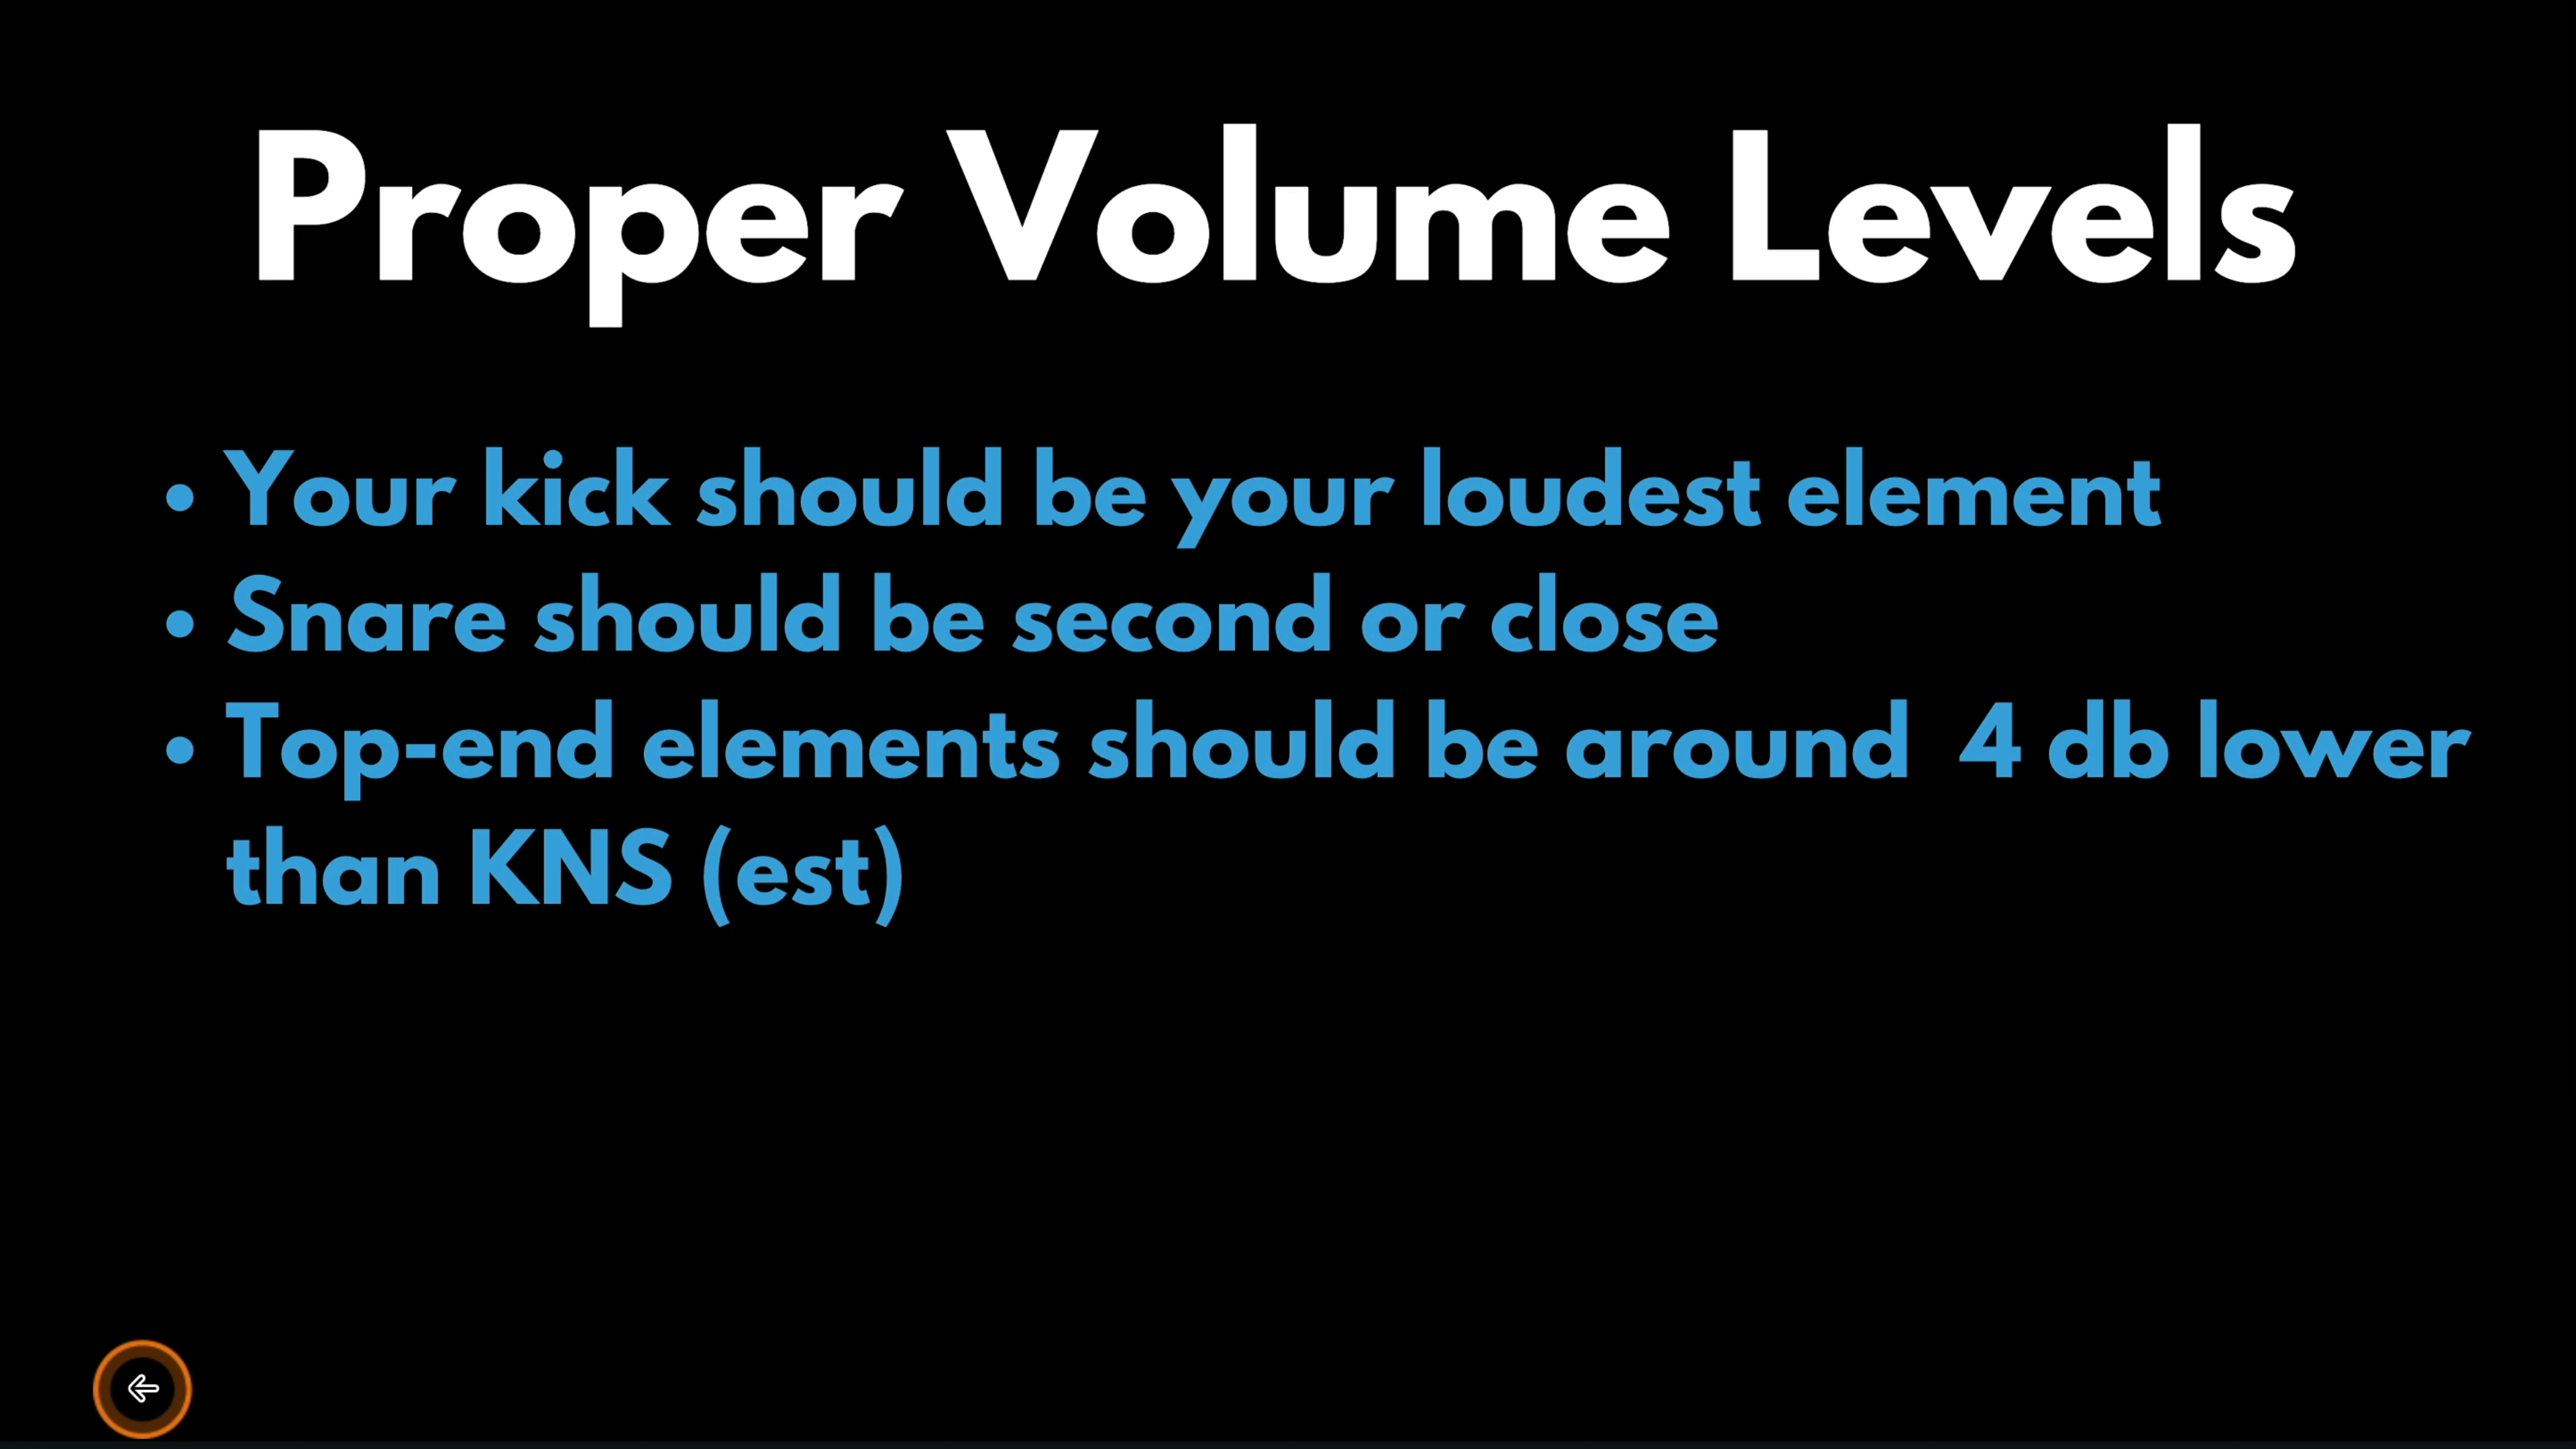 Proper Volume Levels
• Your kick should be your loudest element
• Snare should be second or close
• Top-end elements should be around  4 db lower
than KNS (est)